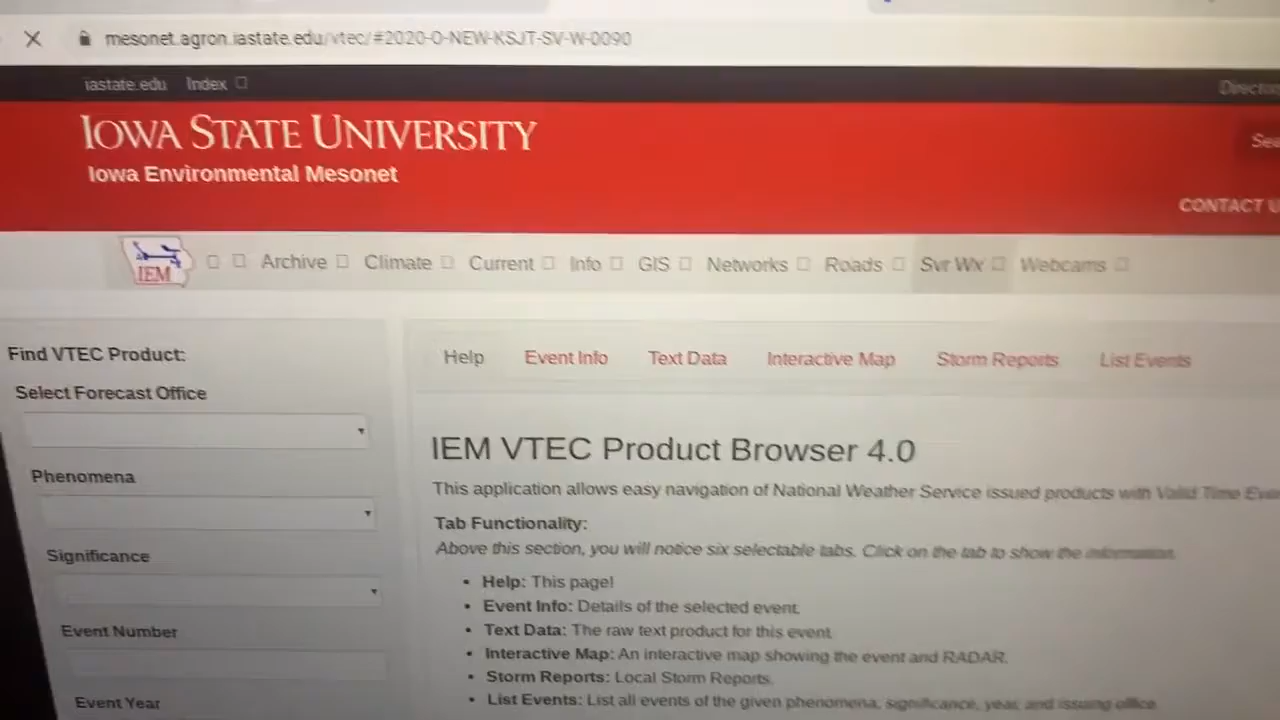 mesonet.agron.iastate.edu/vtec/#2020-O-NEW-KSJT-SV-W-0090
iastate.edu Index
IOWA STATE UNIVERSITY
Iowa Environmental Mesonet
CONTACT
IEM Archive Climate Current Info GIS Networks Roads Svr Wx Webcams
Find VTEC Product:
Help Event Info Text Data Interactive Map Storm Reports List Events
Select Forecast Office
IEM VTEC Product Browser 4.0
Phenomena
This application allows easy navigation of National Weather Service issued products with Valid Time
Tab Functionality:
Above this section, you will notice six selectable tabs. Click on the tab to show the information.
Significance
• Help: This page!
• Event Info: Details of the selected event.
Event Number
• Text Data: The raw text product for this event.
• Interactive Map: An interactive map showing the event and RADAR.
• Storm Reports: Local Storm Reports.
Event Year
• List Events: List all events of the given phenomena, significance, year, and issuing office.